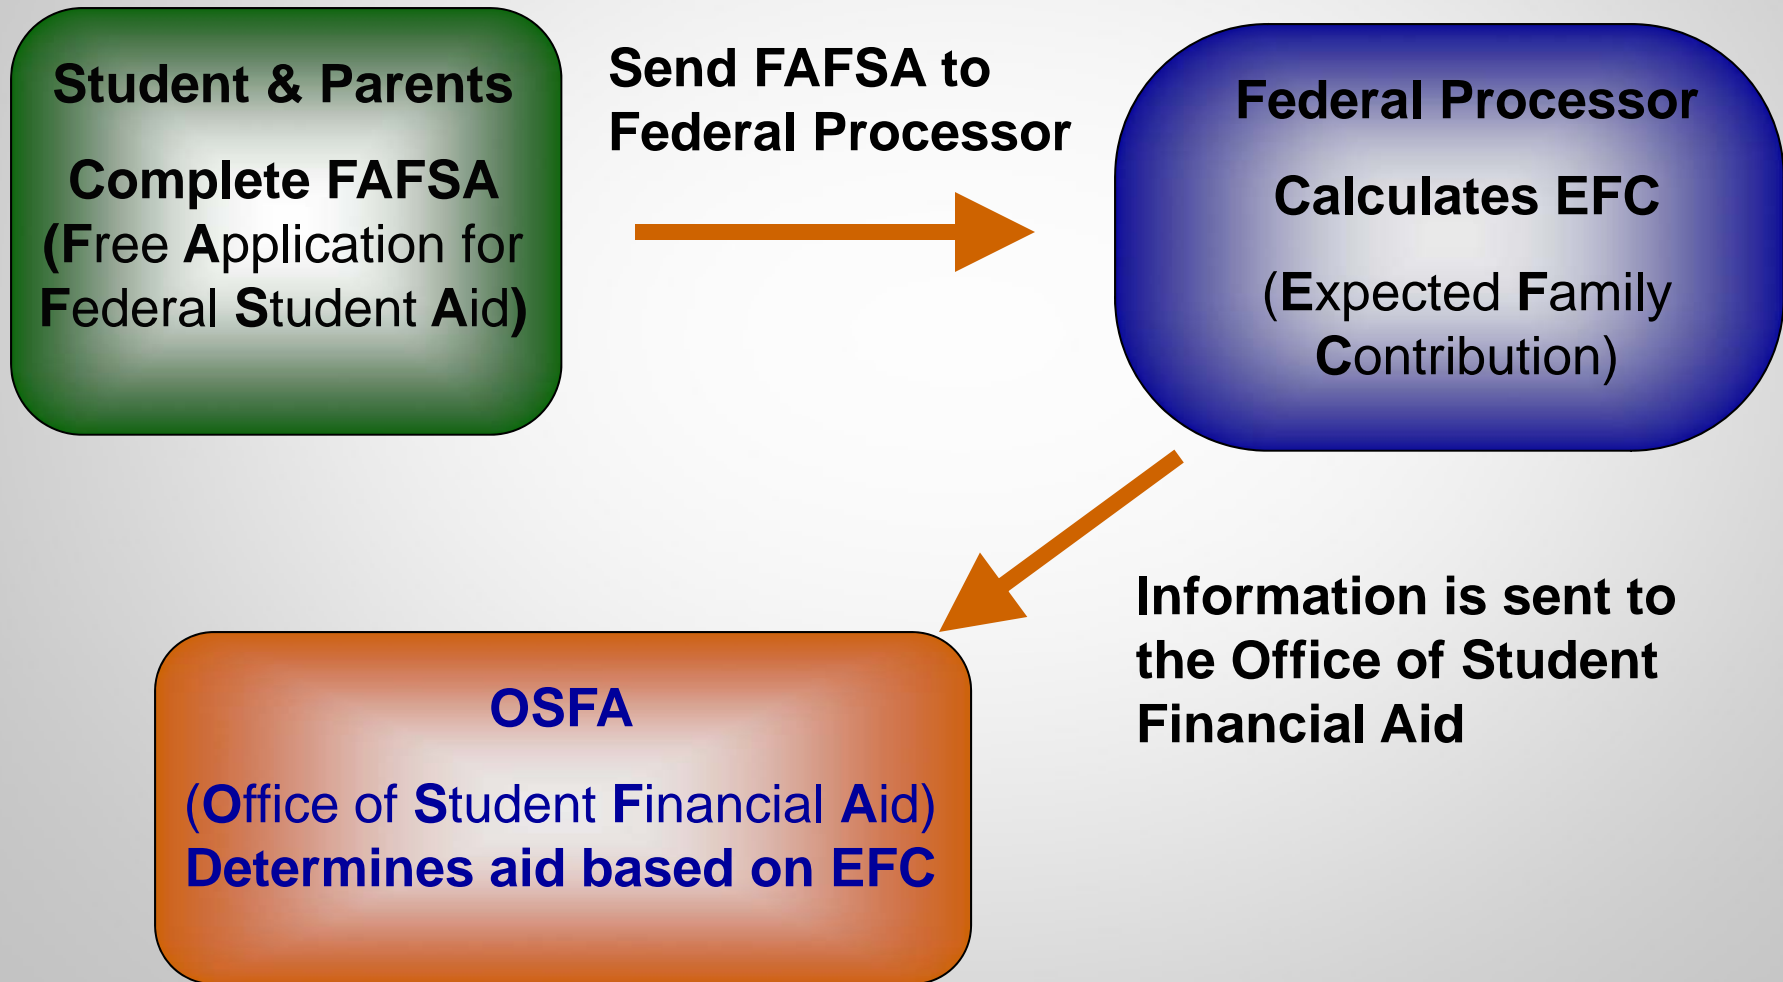 Student & Parents
Complete FAFSA
(Free Application for
Federal Student Aid)
Send FAFSA to
Federal Processor
Federal Processor
Calculates EFC
(Expected Family
Contribution)
Information is sent to
the Office of Student
Financial Aid
OSFA
(Office of Student Financial Aid)
Determines aid based on EFC